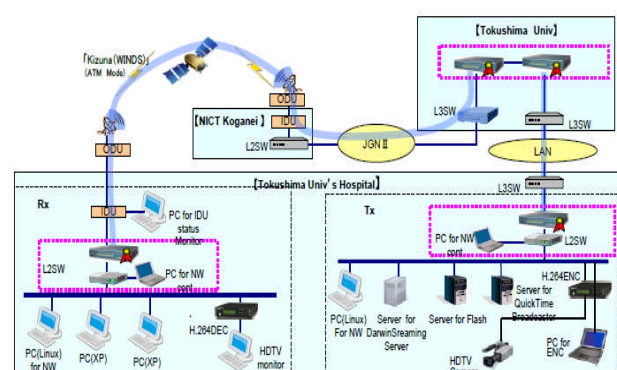 【Tokushima Univ】
「Kizuna(WINDS)」
(ATM Mode)
ODU
【NICT Koganei】
IDU
L2SW
JGNⅡ
L3SW
L3SW
ODU
LAN
L3SW
【Tokushima Univ's Hospital】
Rx
IDU
PC for IDU
status
Monitor
L2SW
PC for NW
cont
PC(Linux)
for NW
PC(XP)
PC(XP)
H.264DEC
HDTV
monitor
Tx
PC for NW
cont
L2SW
H.264ENC
PC(Linux)
For NW
Server for
DarwinSreaming
Server
Server for Flash
Server for
QuickTime
Broadcaster
HDTV
PC for
ENC